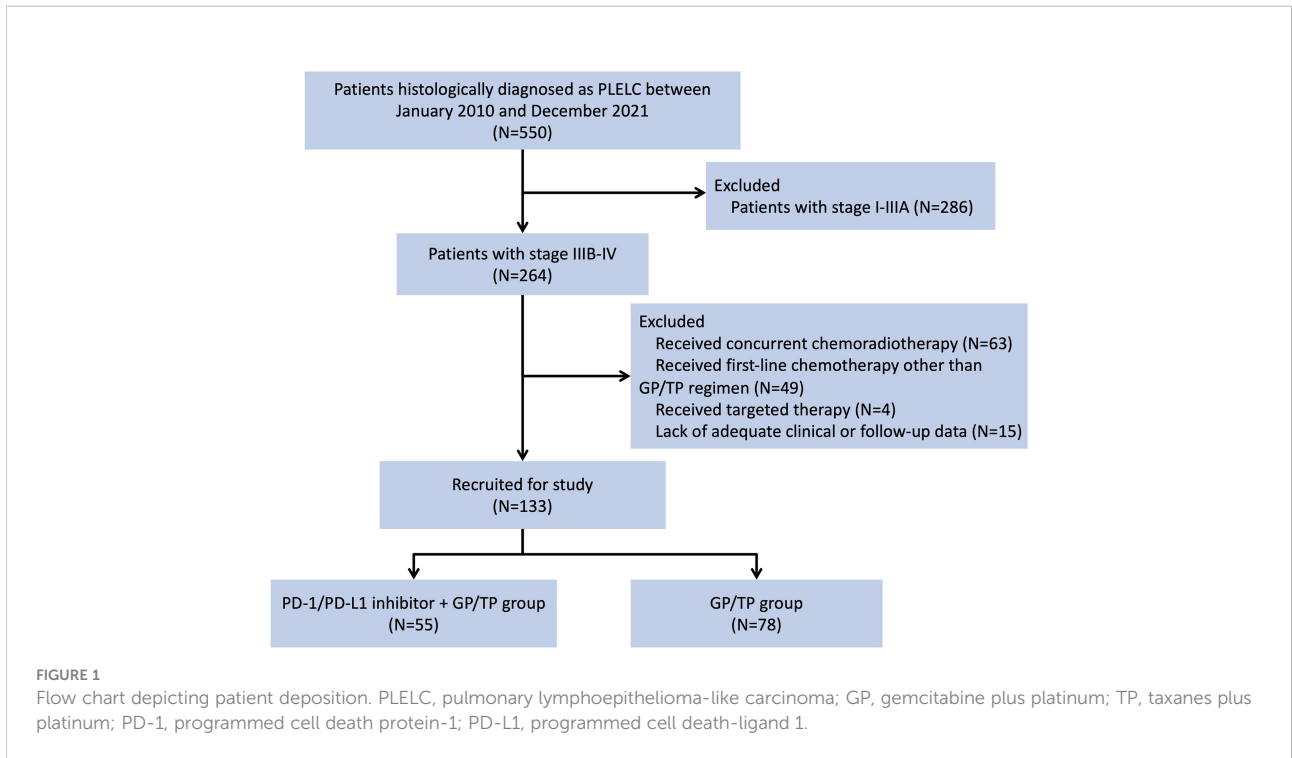 Patients histologically diagnosed as PLELC between
January 2010 and December 2021
(N=550)
Excluded
Patients with stage I-IIIA (N=286)
Patients with stage IIIB-IV
(N=264)
Excluded
Received concurrent chemoradiotherapy (N=63)
Received first-line chemotherapy other than
GP/TP regimen (N=49)
Received targeted therapy (N=4)
Lack of adequate clinical or follow-up data (N=15)
Recruited for study
(N=133)
PD-1/PD-L1 inhibitor + GP/TP group
(N=55)
GP/TP group
(N=78)
FIGURE 1
Flow chart depicting patient deposition. PLELC, pulmonary lymphoepithelioma-like carcinoma; GP, gemcitabine plus platinum; TP, taxanes plus
platinum; PD-1, programmed cell death protein-1; PD-L1, programmed cell death-ligand 1.